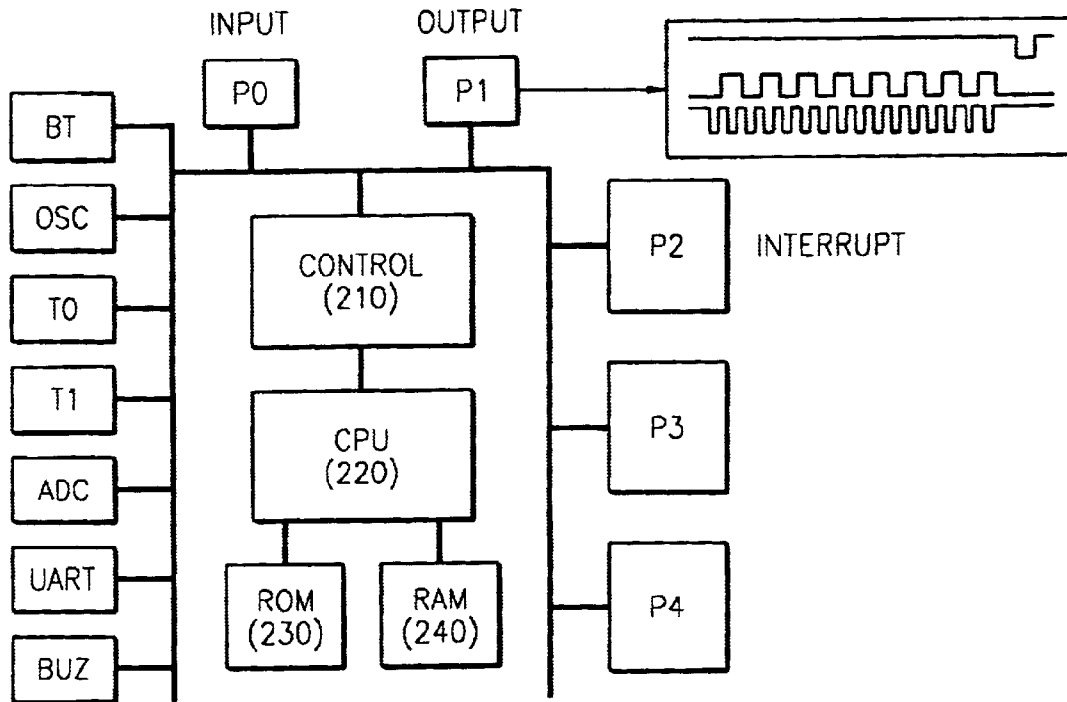 INPUT
OUTPUT
P0
P1
BT
OSC
T0
T1
ADC
UART
BUZ
CONTROL
(210)
CPU
(220)
ROM
(230)
RAM
(240)
P2
INTERRUPT
P3
P4